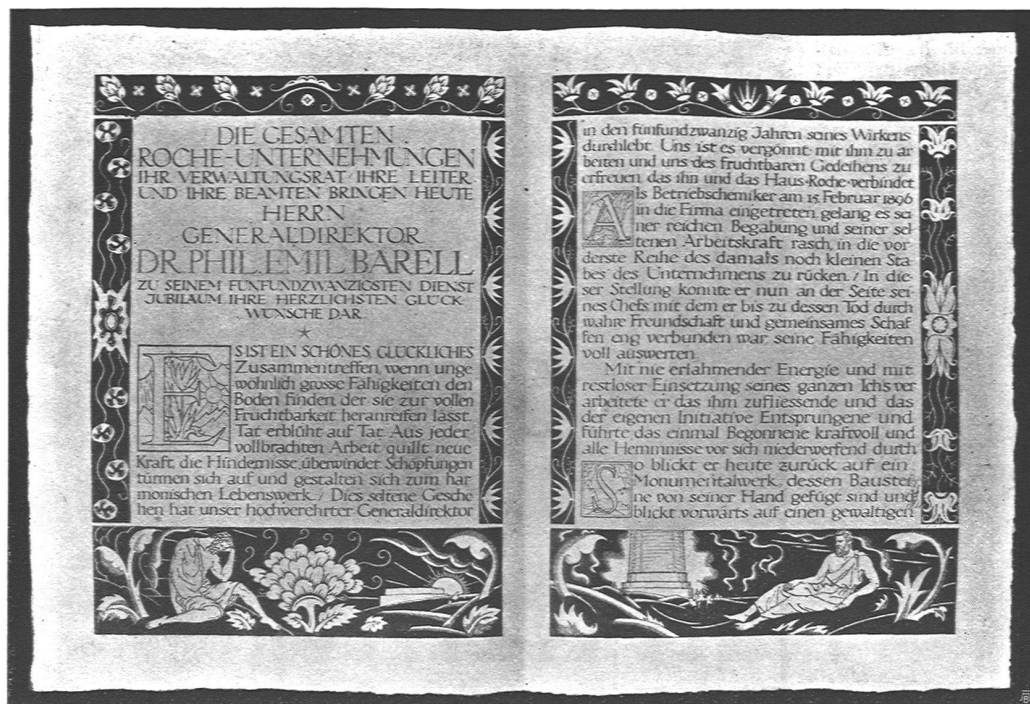 DIE GESAMTEN
ROCHE-UNTERNEHMUNGEN
IHR VERWALTUNGSRAT · IHRE LEITER ·
UND IHRE BEAMTEN BRINGEN HEUTE
HERRN
GENERALDIREKTOR
DR. PHIL. EMIL BARELL
ZU SEINEM FÜNFUNDZWANZIGSTEN DIENST
JUBILÄUM IHRE HERZLICHSTEN GLÜCK
WÜNSCHE DAR.
ES IST EIN SCHÖNES, GLÜCKLICHES
Zusammentreffen, wenn unge
wöhnlich grosse Fähigkeiten den
Boden finden, der sie zur vollen
Fruchtbarkeit heranreifen lässt.
Tat erblüht auf Tat. Aus jeder
vollbrachten Arbeit quillt neue
Kraft, die Hindernisse überwindet. Schöpfungen
türmen sich auf und gestalten sich zum har
monischen Lebenswerk. / Dies seltene Gesche
hen hat unser hochverehrter Generaldirektor
in den fünfundzwanzig Jahren seines Wirkens
durchlebt. Uns ist es vergönnt mit ihm zu ar
beiten und uns des fruchtbaren Gedeihens zu
erfreuen, das ihn und das Haus Roche verbindet
Als Betriebschemiker am 15. Februar 1896
in die Firma eingetreten, gelang es sei
ner reichen Begabung und seiner sel
tenen Arbeitskraft rasch, in die vor
derste Reihe des damals noch kleinen Sta
bes des Unternehmens zu rücken. / In die
ser Stellung konnte er nun an der Seite sei
nes Chefs mit dem er bis zu dessen Tod durch
wahre Freundschaft und gemeinsames Schaf
fen eng verbunden war, seine Fähigkeiten
voll auswerten.
Mit nie erlahmender Energie und mit
restloser Einsetzung seines ganzen Ich's ver
arbeitete er das ihm zufliessende und das
der eigenen Initiative Entsprungene und
führte das einmal Begonnene kraftvoll und
alle Hemmnisse vor sich niederwerfend durch
So blickt er heute zurück auf ein
Monumentalwerk, dessen Baustei
ne von seiner Hand gefügt sind und
blickt vorwärts auf einen gewaltigen